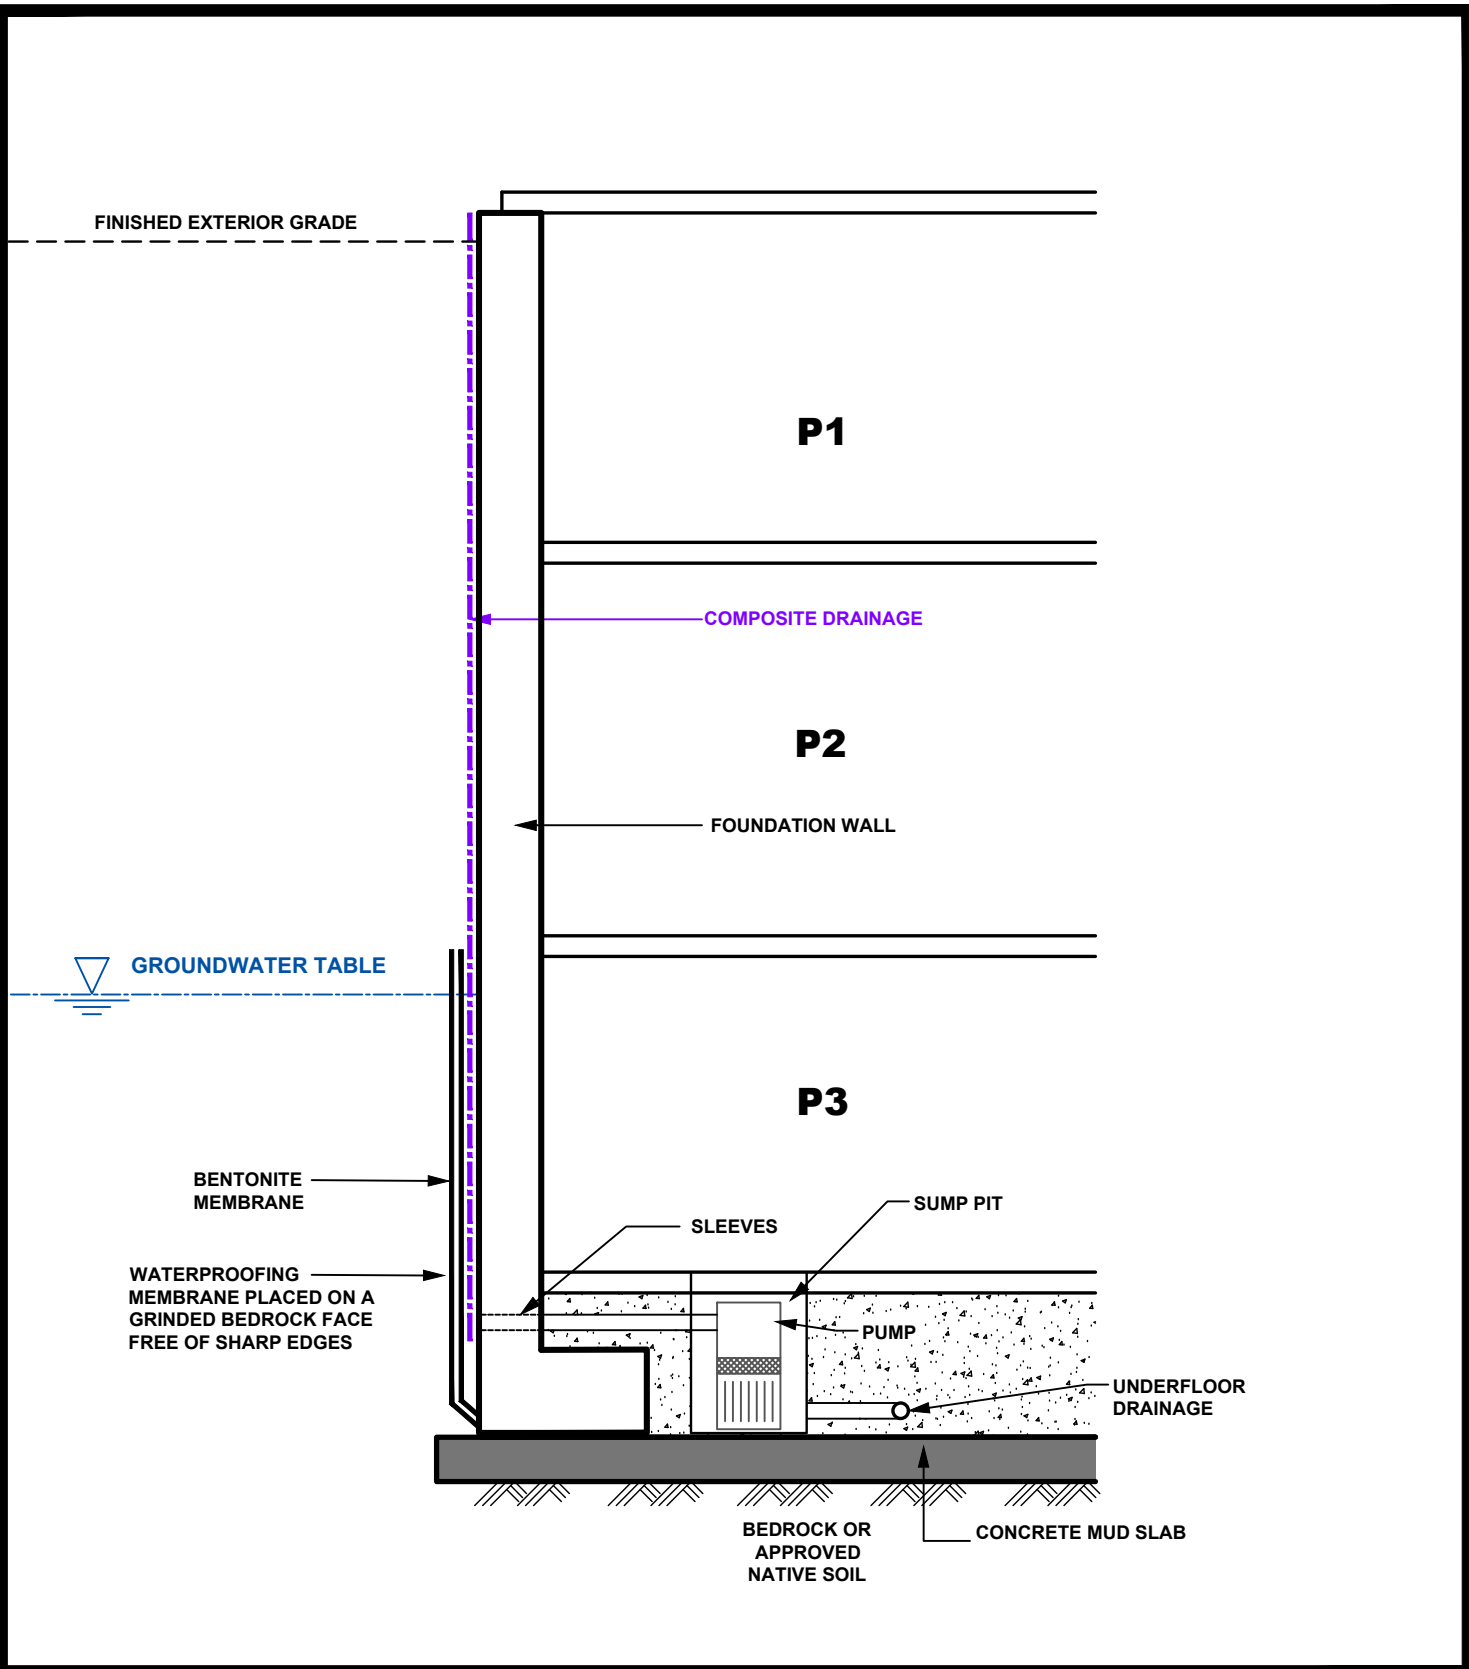 FINISHED EXTERIOR GRADE
P1
COMPOSITE DRAINAGE
P2
FOUNDATION WALL
GROUNDWATER TABLE
P3
BENTONITE
MEMBRANE
SUMP PIT
SLEEVES
WATERPROOFING
MEMBRANE PLACED ON A
GRINDED BEDROCK FACE
FREE OF SHARP EDGES
PUMP
UNDERFLOOR
DRAINAGE
BEDROCK OR
APPROVED
NATIVE SOIL
CONCRETE MUD SLAB